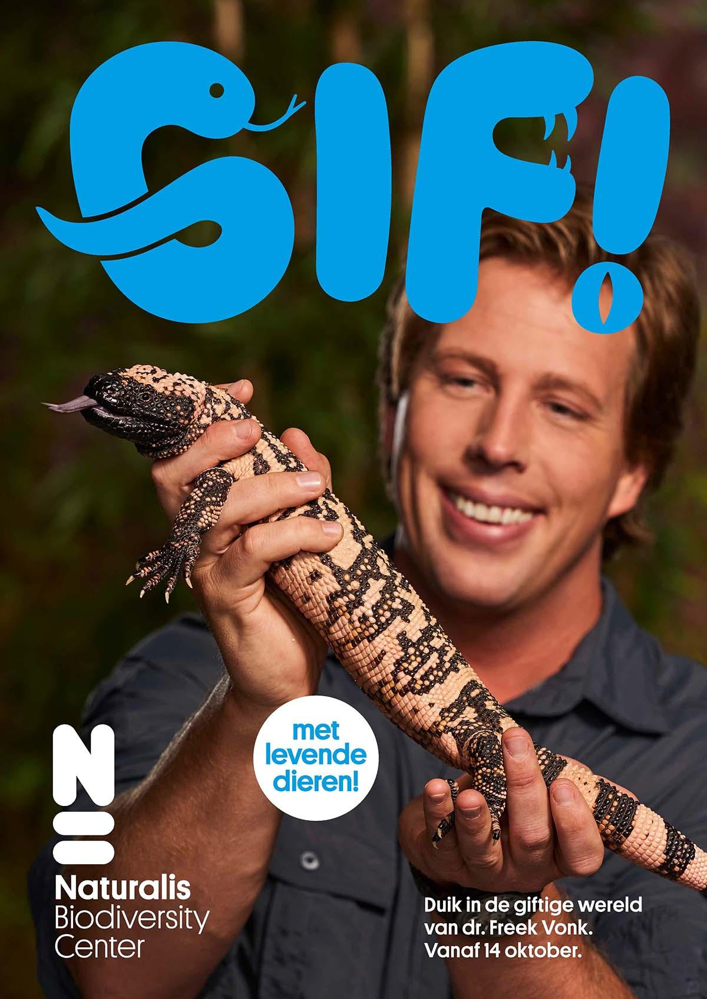 GIF!
met
levende
dieren!
N
Naturalis
Biodiversity
Center
Duik in de giftige wereld
van dr. Freek Vonk.
Vanaf 14 oktober.